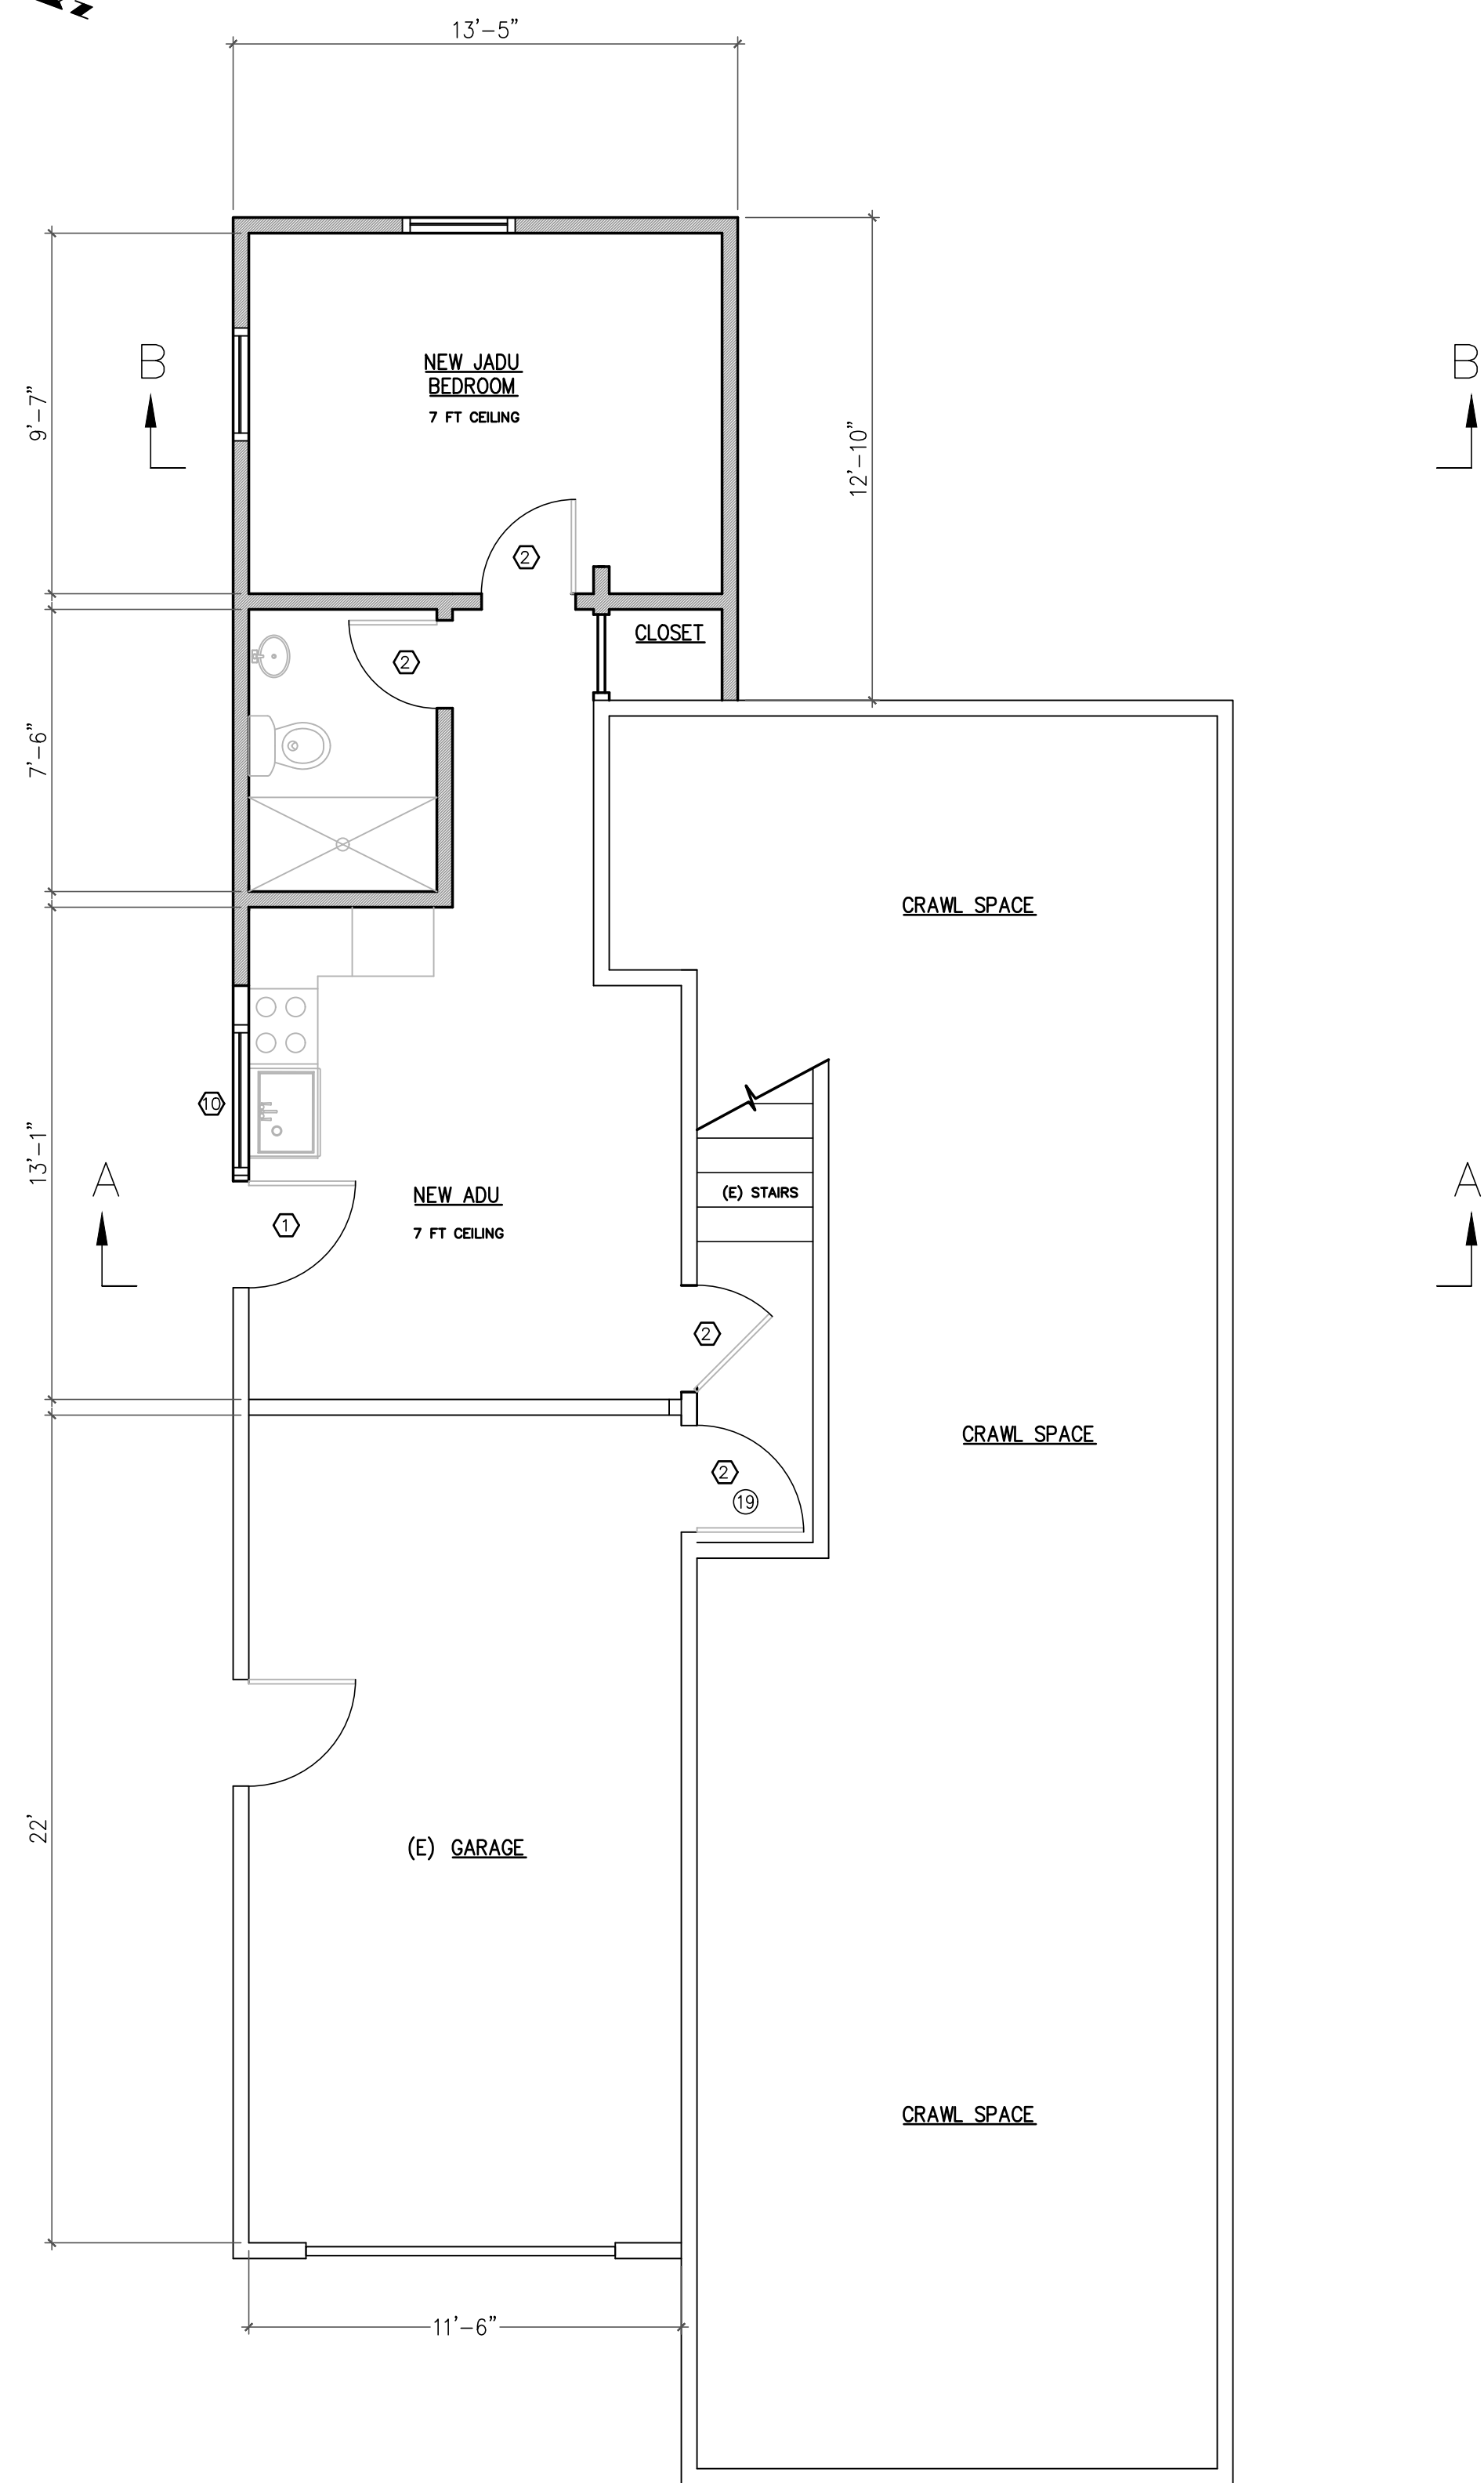 13'-5"
NEW JADU
BEDROOM
7 FT CEILING
B
B
9'-7"
12'-10"
2
CLOSET
2
7'-6"
CRAWL SPACE
10
13'-1"
A
A
NEW ADU
(E) STAIRS
1
7 FT CEILING
2
CRAWL SPACE
2
19
22'
(E) GARAGE
CRAWL SPACE
11'-6"